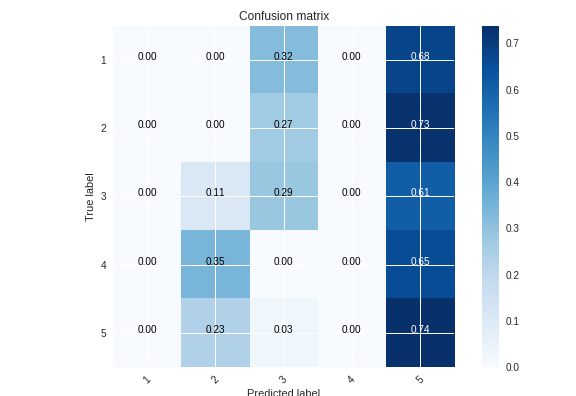 Confusion matrix
1 0.00 0.00 0.32 0.00 0.68
2 0.00 0.00 0.27 0.00 0.73
3 0.00 0.11 0.29 0.00 0.61
4 0.00 0.35 0.00 0.00 0.65
5 0.00 0.23 0.03 0.00 0.74
1 2 3 4 5
True label
Predicted label
0.7
0.6
0.5
0.4
0.3
0.2
0.1
0.0